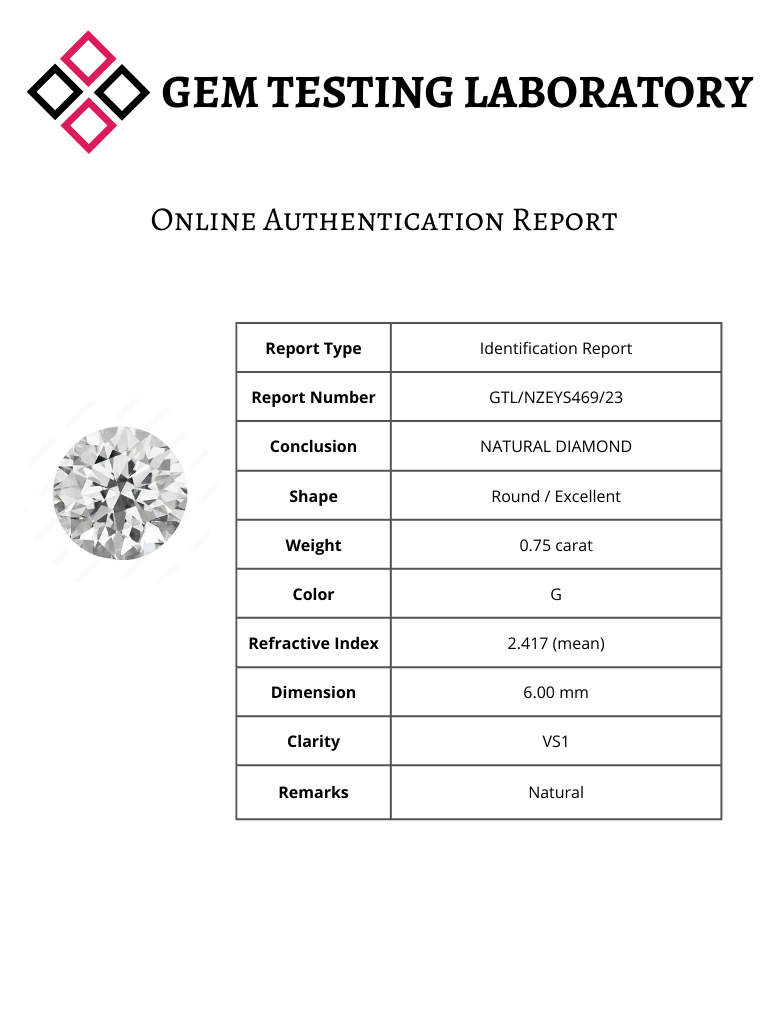 GEM TESTING LABORATORY
Online Authentication Report
Report Type Identification Report
Report Number GTL/NZEYS469/23
Conclusion NATURAL DIAMOND
Shape Round / Excellent
Weight 0.75 carat
Color G
Refractive Index 2.417 (mean)
Dimension 6.00 mm
Clarity VS1
Remarks Natural